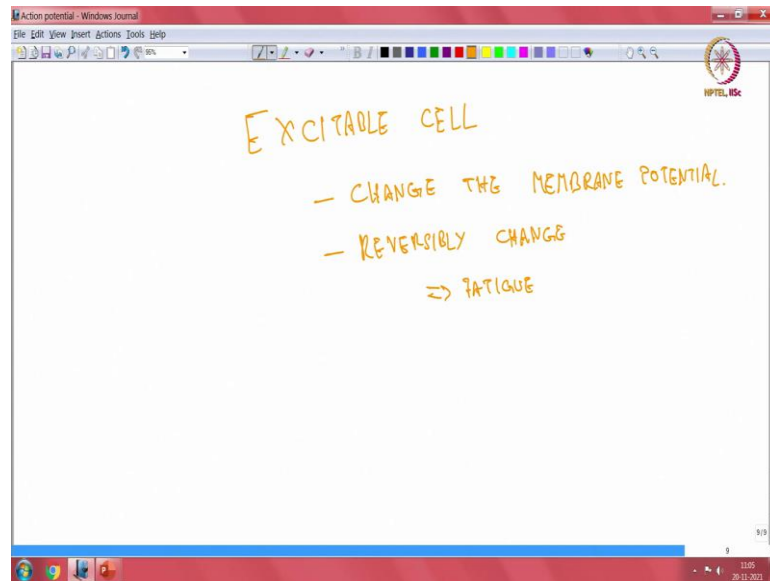 Action potential - Windows Journal
File Edit View Insert Actions Tools Help
95%
B I
NPTEL, IISc
EXCITABLE CELL
— CHANGE THE MEMBRANE POTENTIAL.
— REVERSIBLY CHANGE
=> FATIGUE
9/9
9
11:05
20-11-2021